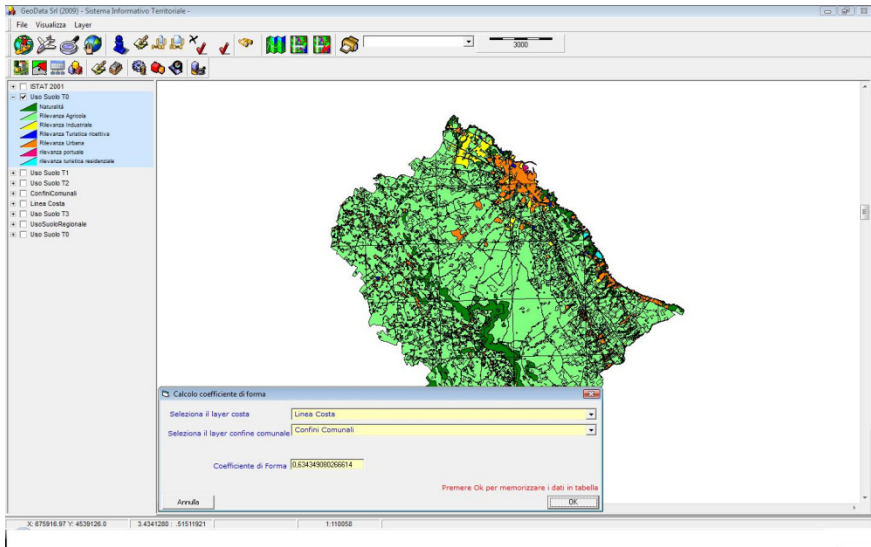 GeoData Srl (2009) - Sistema Informativo Territoriale -
File Visualizza Layer
3000
ISTAT 2001
Uso Suolo T0
Naturalità
Rilevanza Agricola
Rilevanza Industriale
Rilevanza Turistica ricettiva
Rilevanza Urbana
rilevanza portuale
rilevanza turistica residenziale
Uso Suolo T1
Uso Suolo T2
ConfiniComunali
Linea Costa
Uso Suolo T3
UsoSuoloRegionale
Uso Suolo T0
Calcolo coefficiente di forma
Seleziona il layer costa Linea Costa
Seleziona il layer confine comunale Confini Comunali
Coefficiente di Forma 0,634349080266614
Premere Ok per memorizzare i dati in tabella
Annulla OK
X: 675916.97 Y: 4539126.0 3.4341280 : .51511921 1:110058